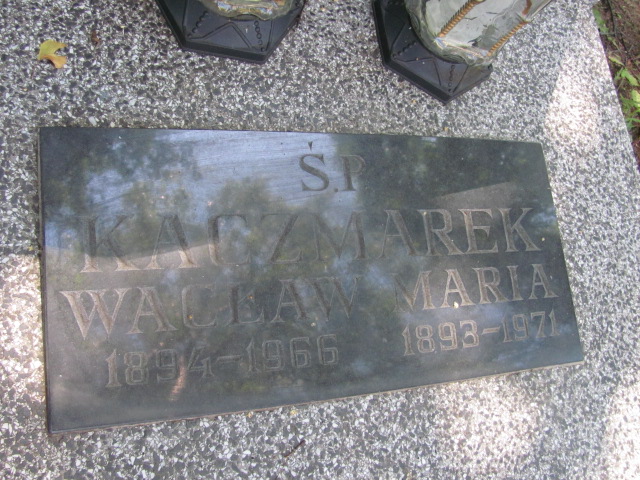 Ś.P.
KACZMAREK
WACŁAW MARIA
1894-1966 1893-1971